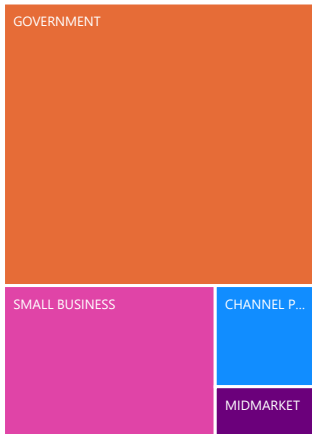 GOVERNMENT
SMALL BUSINESS
CHANNEL P...
MIDMARKET